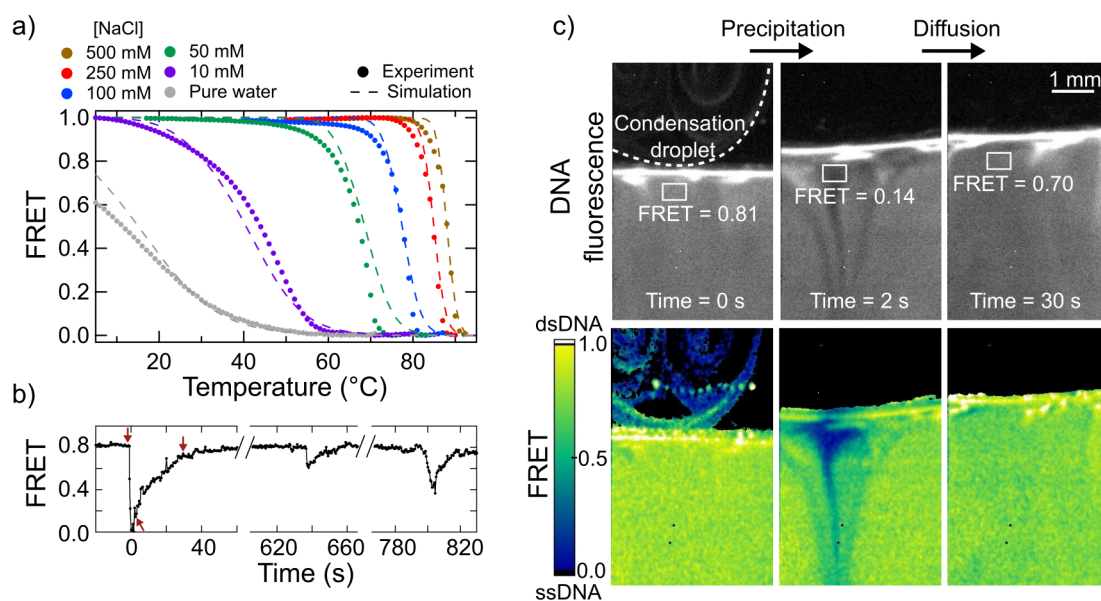 a)
[NaCl]
500 mM
250 mM
100 mM
50 mM
10 mM
Pure water
Experiment
Simulation
FRET
1.0
0.8
0.6
0.4
0.2
0.0
20
40
60
80
Temperature (°C)
b)
FRET
0.8
0.4
0.0
0
40
620
660
780
820
Time (s)
c)
Precipitation
Diffusion
DNA
fluorescence
Condensation
droplet
FRET = 0.81
Time = 0 s
FRET = 0.14
Time = 2 s
1 mm
FRET = 0.70
Time = 30 s
dsDNA
1.0
0.5
0.0
ssDNA
FRET